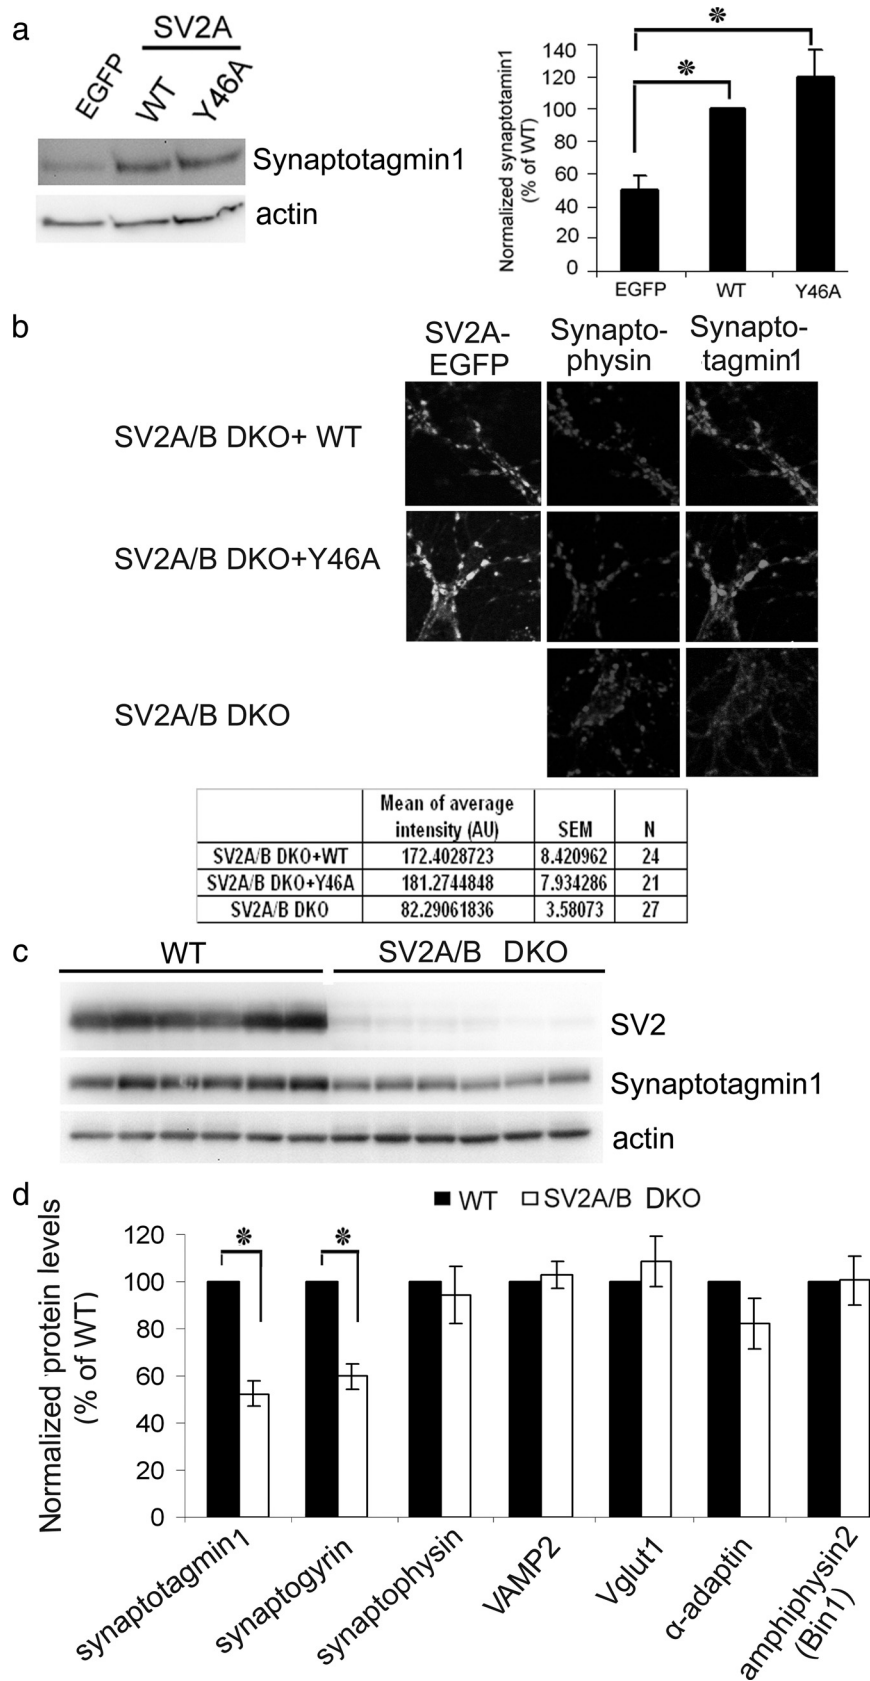 a
SV2A
EGFP
WT
Y46A
Synaptotagmin1
actin
Normalized synaptotamin1
(% of WT)
140
120
100
80
60
40
20
0
*
*
EGFP
WT
Y46A
b
SV2A-
EGFP
Synapto-
physin
Synapto-
tagmin1
SV2A/B DKO+ WT
SV2A/B DKO+Y46A
SV2A/B DKO
Mean of average
intensity (AU) SEM N
SV2A/B DKO+WT 172.4028723 8.420962 24
SV2A/B DKO+Y46A 181.2744848 7.934286 21
SV2A/B DKO 82.29061836 3.58073 27
c
WT
SV2A/B DKO
SV2
Synaptotagmin1
actin
d
WT SV2A/B DKO
Normalized protein levels
(% of WT)
120
100
80
60
40
20
0
*
*
synaptotagmin1
synaptogyrin
synaptophysin
VAMP2
Vglut1
α-adaptin
amphiphysin2
(Bin1)